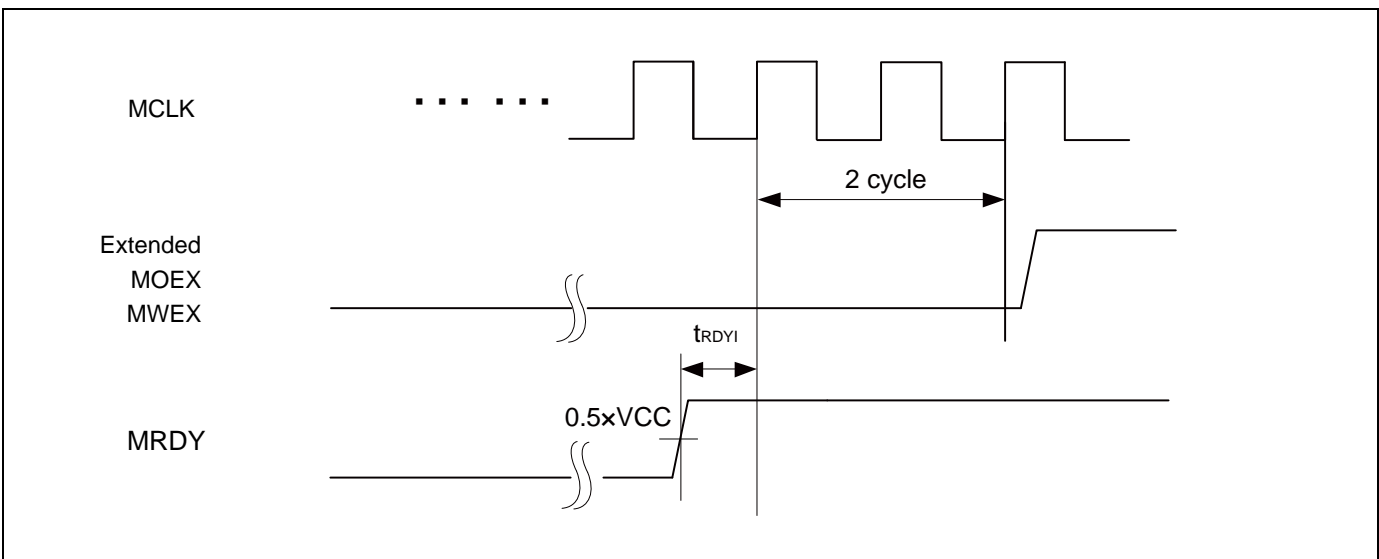 MCLK
2 cycle
Extended
MOEX
MWEX
tRDYI
0.5×VCC
MRDY